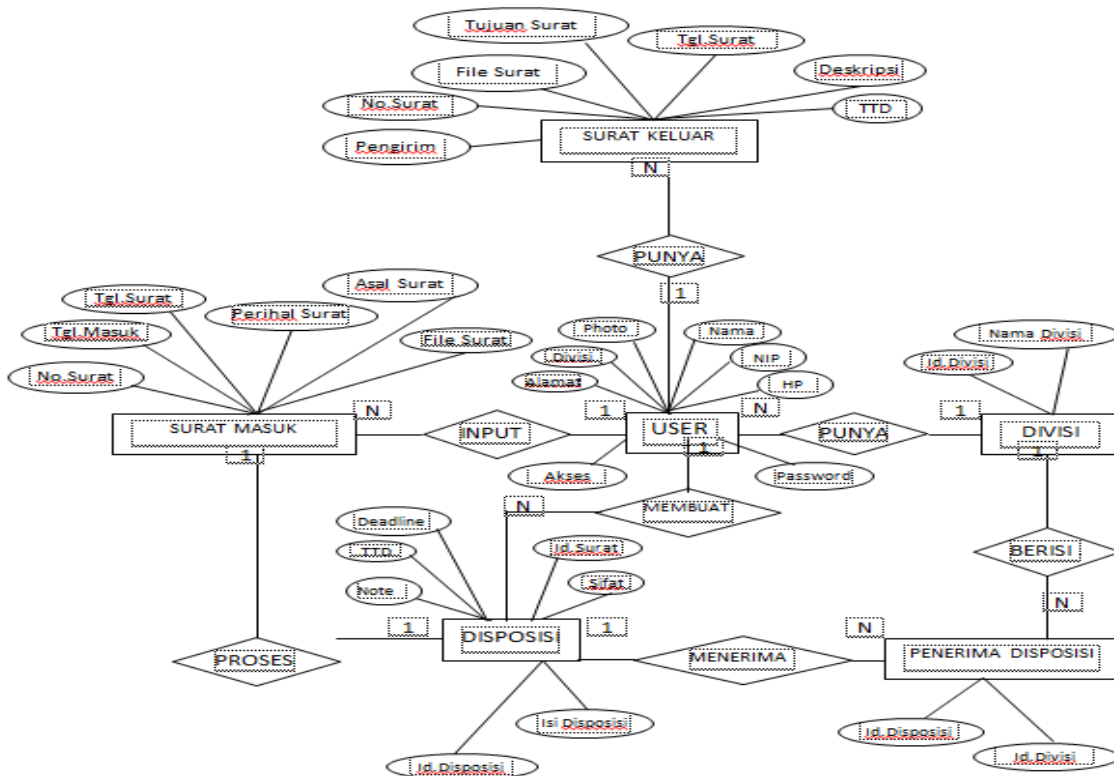 Tujuan Surat
Tgl.Surat
File Surat
Deskripsi
No.Surat
TTD
SURAT KELUAR
Pengirim
N
PUNYA
1
Asal Surat
Tgl.Surat
Perihal Surat
Tgl.Masuk
File.Surat
No.Surat
Photo
Nama
Divisi
NIP
Alamat
HP
Nama Divisi
Id.Divisi
N
1
N
1
SURAT MASUK
INPUT
USER
PUNYA
DIVISI
1
1
1
Akses
Password
MEMBUAT
N
Deadline
TTD
Id.Surat
Note
Sifat
BERISI
N
1
DISPOSISI
1
N
PROSES
MENERIMA
PENERIMA DISPOSISI
Isi Disposisi
Id.Disposisi
Id.Disposisi
Id.Divisi